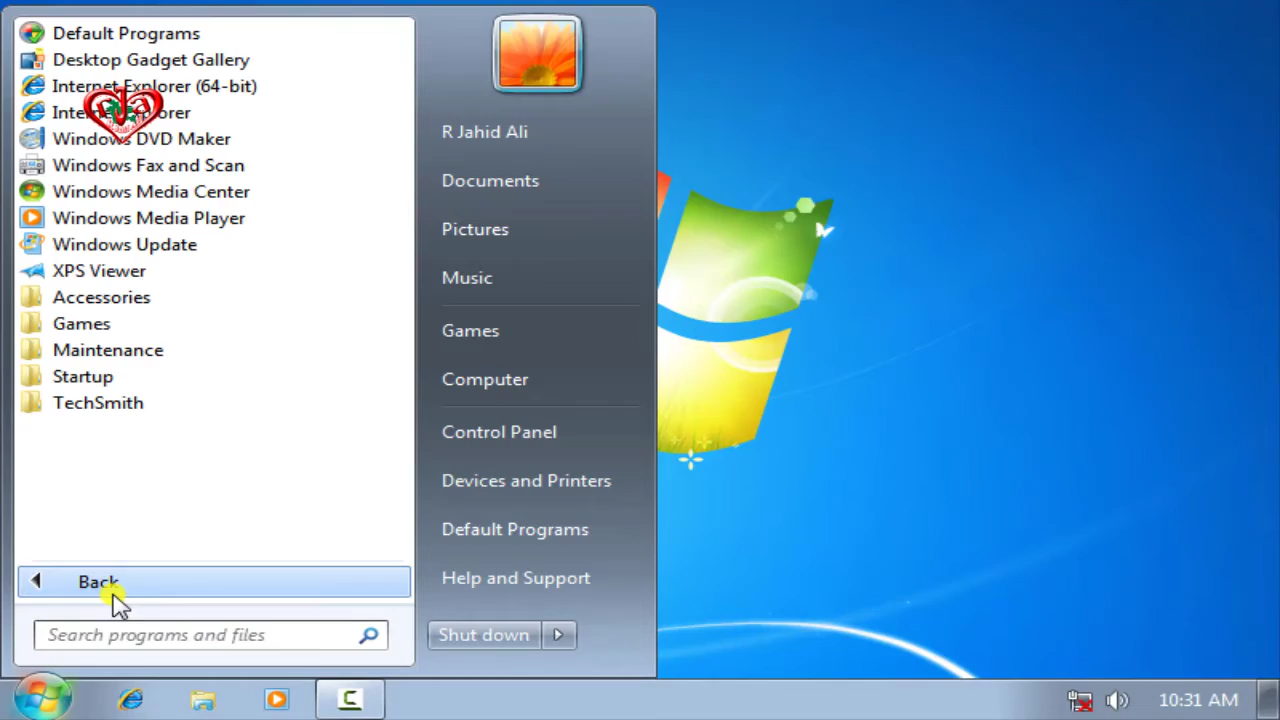 Default Programs
Desktop Gadget Gallery
Internet Explorer (64-bit)
Internet Explorer
Windows DVD Maker
Windows Fax and Scan
Windows Media Center
Windows Media Player
Windows Update
XPS Viewer
Accessories
Games
Maintenance
Startup
TechSmith
Back
Search programs and files
R Jahid Ali
Documents
Pictures
Music
Games
Computer
Control Panel
Devices and Printers
Default Programs
Help and Support
Shut down
10:31 AM